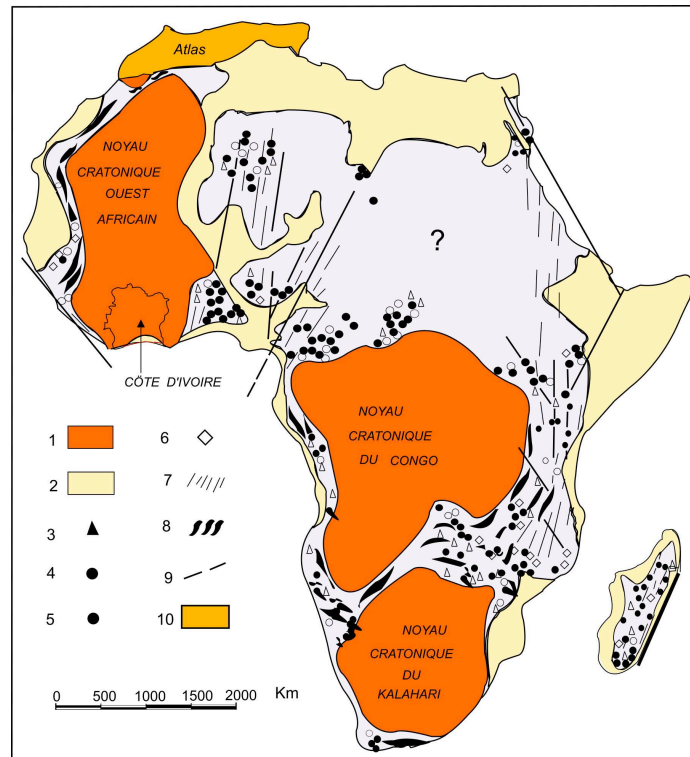 Atlas
NOYAU
CRATONIQUE
OUEST
AFRICAIN
?
CÔTE D'IVOIRE
NOYAU
CRATONIQUE
DU CONGO
1
2
3
4
5
6
7
8
9
10
NOYAU
CRATONIQUE
DU
KALAHARI
0 500 1000 1500 2000 Km